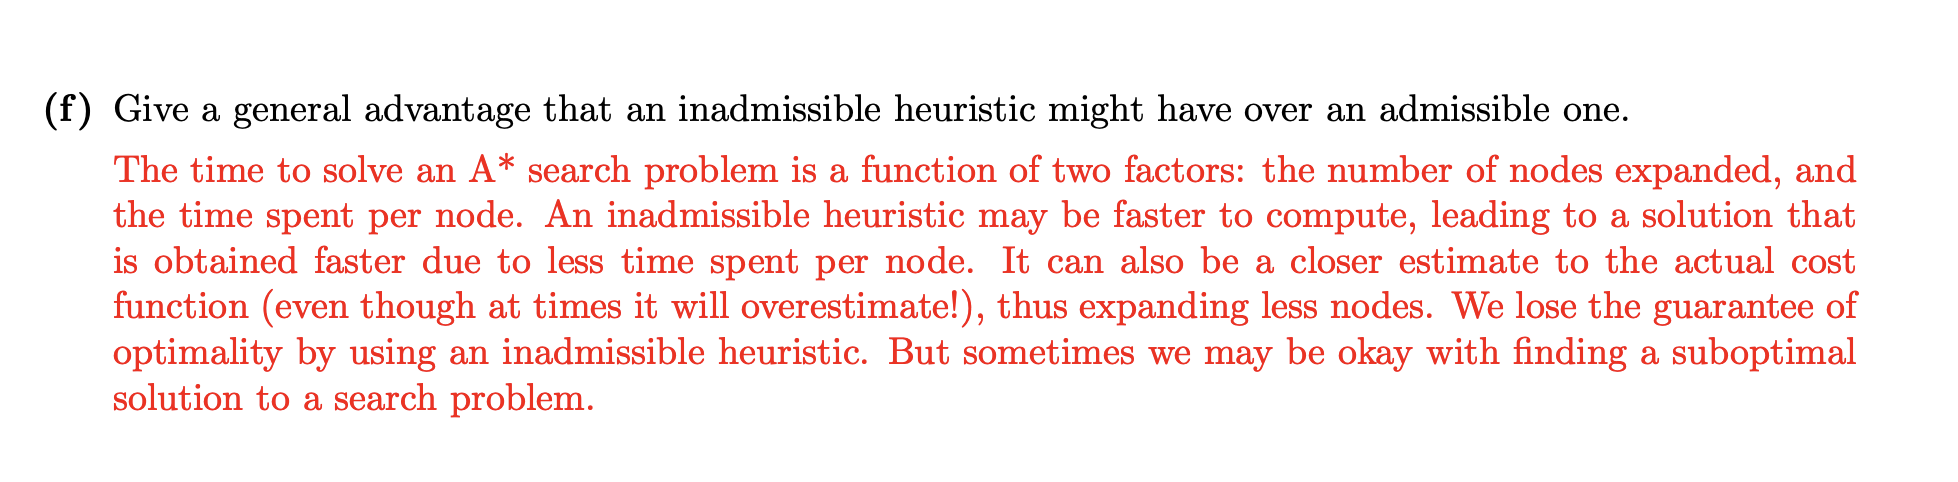 (f) Give a general advantage that an inadmissible heuristic might have over an admissible one.
The time to solve an A* search problem is a function of two factors: the number of nodes expanded, and
the time spent per node. An inadmissible heuristic may be faster to compute, leading to a solution that
is obtained faster due to less time spent per node. It can also be a closer estimate to the actual cost
function (even though at times it will overestimate!), thus expanding less nodes. We lose the guarantee of
optimality by using an inadmissible heuristic. But sometimes we may be okay with finding a suboptimal
solution to a search problem.